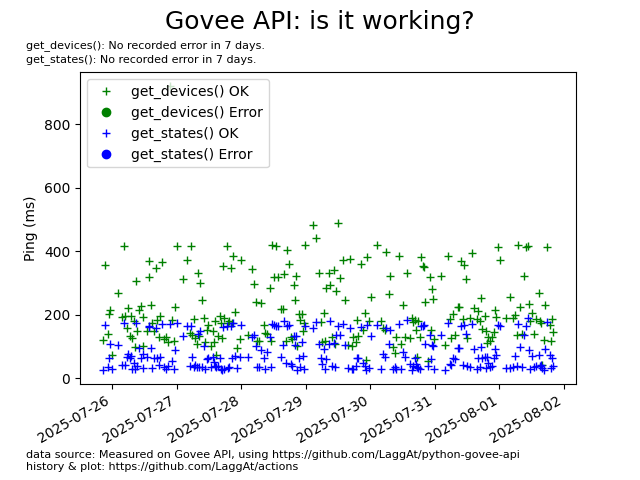 Govee API: is it working?
get_devices(): No recorded error in 7 days.
get_states(): No recorded error in 7 days.
get_devices() OK
get_devices() Error
get_states() OK
get_states() Error
Ping (ms)
800
600
400
200
0
2025-07-26
2025-07-27
2025-07-28
2025-07-29
2025-07-30
2025-07-31
2025-08-01
2025-08-02
data source: Measured on Govee API, using https://github.com/LaggAt/python-govee-api
history & plot: https://github.com/LaggAt/actions